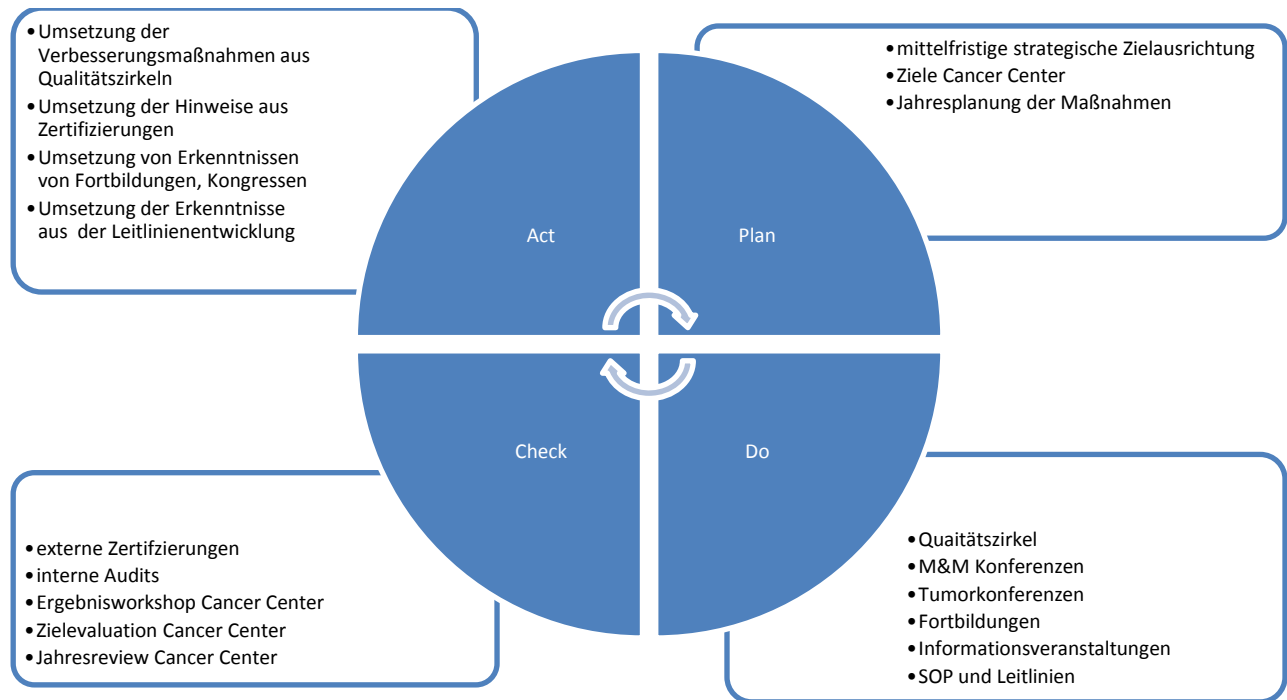 •Umsetzung der
Verbesserungsmaßnahmen aus
Qualitätszirkeln
•Umsetzung der Hinweise aus
Zertifizierungen
•Umsetzung von Erkenntnissen
von Fortbildungen, Kongressen
•Umsetzung der Erkenntnisse
aus der Leitlinienentwicklung
•mittelfristige strategische Zielausrichtung
•Ziele Cancer Center
•Jahresplanung der Maßnahmen
Act
Plan
Check
Do
•externe Zertifzierungen
•interne Audits
•Ergebnisworkshop Cancer Center
•Zielevaluation Cancer Center
•Jahresreview Cancer Center
•Quaitätszirkel
•M&M Konferenzen
•Tumorkonferenzen
•Fortbildungen
•Informationsveranstaltungen
•SOP und Leitlinien